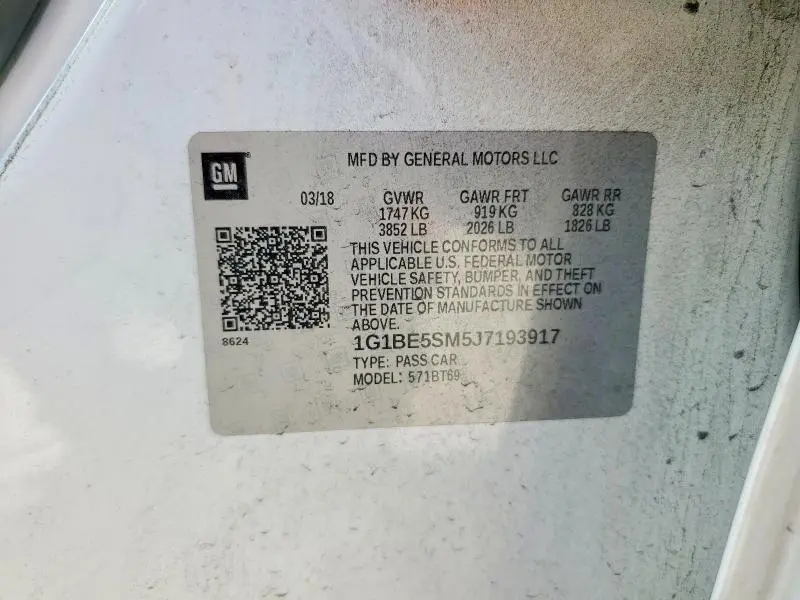 GM
MFD BY GENERAL MOTORS LLC
03/18 GVWR GAWR FRT GAWR RR
1747 KG 919 KG 828 KG
3852 LB 2026 LB 1826 LB
THIS VEHICLE CONFORMS TO ALL
APPLICABLE U.S. FEDERAL MOTOR
VEHICLE SAFETY, BUMPER, AND THEFT
PREVENTION STANDARDS IN EFFECT ON
THE DATE OF MANUFACTURE SHOWN
ABOVE.
8624
1G1BE5SM5J7193917
TYPE: PASS CAR
MODEL: 571BT69